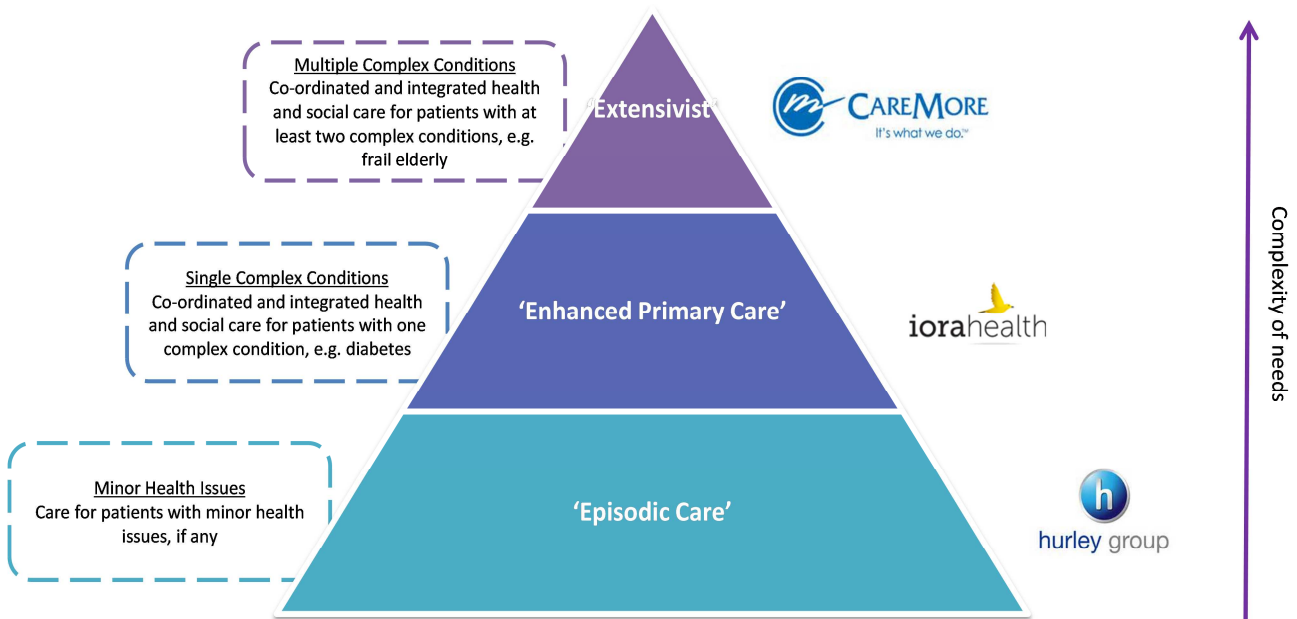 Multiple Complex Conditions
Co-ordinated and integrated health
and social care for patients with at
least two complex conditions, e.g.
frail elderly
‘Extensivist’
m
CAREMORE
It's what we do.™
Single Complex Conditions
Co-ordinated and integrated health
and social care for patients with one
complex condition, e.g. diabetes
‘Enhanced Primary Care’
iorahealth
Minor Health Issues
Care for patients with minor health
issues, if any
‘Episodic Care’
h
hurley group
Complexity of needs